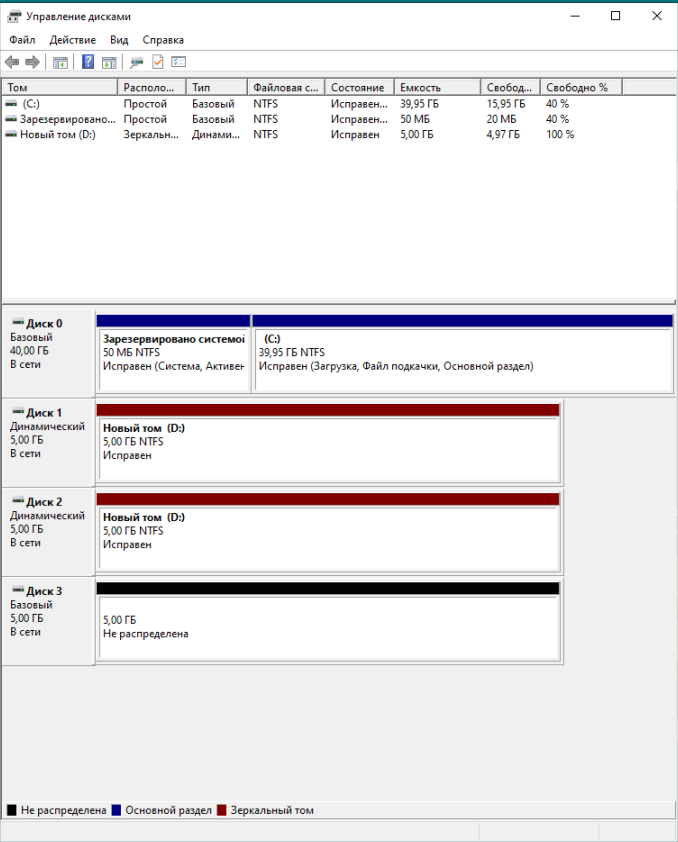 Управление дисками
Файл Действие Вид Справка
Том Располо... Тип Файловая с... Состояние Емкость Свобод... Свободно %
(C:) Простой Базовый NTFS Исправен... 39,95 ГБ 15,95 ГБ 40 %
Зарезервировано... Простой Базовый NTFS Исправен... 50 МБ 20 МБ 40 %
Новый том (D:) Зеркальн... Динами... NTFS Исправен 5,00 ГБ 4,97 ГБ 100 %
Диск 0
Базовый
40,00 ГБ
В сети
Зарезервировано системой
50 МБ NTFS
Исправен (Система, Активен
(C:)
39,95 ГБ NTFS
Исправен (Загрузка, Файл подкачки, Основной раздел)
Диск 1
Динамический
5,00 ГБ
В сети
Новый том (D:)
5,00 ГБ NTFS
Исправен
Диск 2
Динамический
5,00 ГБ
В сети
Новый том (D:)
5,00 ГБ NTFS
Исправен
Диск 3
Базовый
5,00 ГБ
В сети
5,00 ГБ
Не распределена
Не распределена Основной раздел Зеркальный том